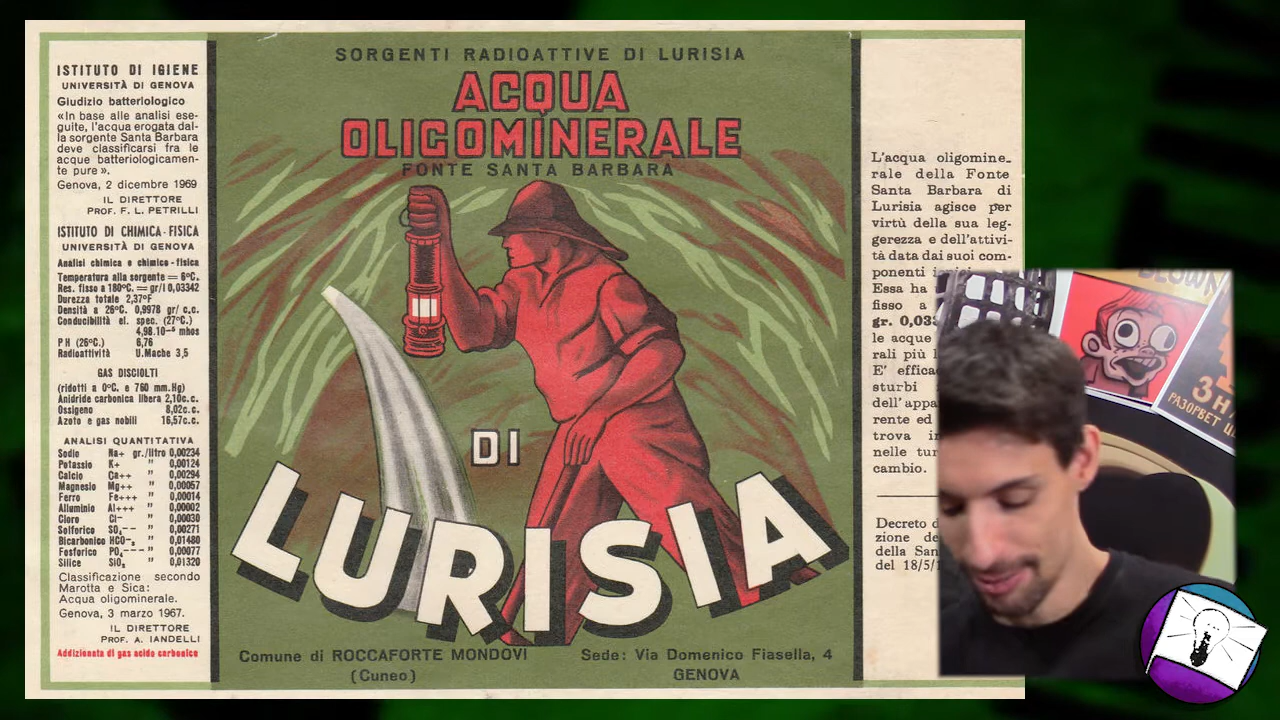 ISTITUTO DI IGIENE
UNIVERSITÀ DI GENOVA
Giudizio batteriologico
«In base alle analisi ese-
guite, l'acqua erogata dal-
la sorgente Santa Barbara
deve classificarsi fra le
acque batteriologicamen-
te pure».
Genova, 2 dicembre 1969
IL DIRETTORE
PROF. F. L. PETRILLI
ISTITUTO DI CHIMICA-FISICA
UNIVERSITÀ DI GENOVA
Analisi chimica e chimico-fisica
Temperatura alla sorgente = 6°C.
Res. fisso a 180°C. = gr/l 0,03342
Durezza totale 2,37°F
Densità a 26°C. 0,9978 gr/c.c.
Conducibilità el. spec. (27°C.)
4,98.10⁻⁵ mhos
PH (26°C.) 6,76
Radioattività U.Mache 3,5
GAS DISCIOLTI
(ridotti a 0°C. e 760 mm.Hg)
Anidride carbonica libera 2,10c.c.
Ossigeno 8,02c.c.
Azoto e gas nobili 16,57c.c.
ANALISI QUANTITATIVA
Sodio Na+ gr./litro 0,00234
Potassio K+ " 0,00124
Calcio Ca++ " 0,00294
Magnesio Mg++ " 0,00057
Ferro Fe+++ " 0,00014
Alluminio Al+++ " 0,00002
Cloro Cl- " 0,00030
Solforico SO₄-- " 0,00271
Bicarbonico HCO-₃ " 0,01480
Fosforico PO₄--- " 0,00077
Silice SiO₂ " 0,01320
Classificazione secondo
Marotta e Sica:
Acqua oligominerale.
Genova, 3 marzo 1967.
IL DIRETTORE
PROF. A. IANDELLI
Addizionata di gas acido carbonico
SORGENTI RADIOATTIVE DI LURISIA
ACQUA
OLIGOMINERALE
FONTE SANTA BARBARA
DI
LURISIA
Comune di ROCCAFORTE MONDOVI
(Cuneo)
Sede: Via Domenico Fiasella, 4
GENOVA
L'acqua oligomine-
rale della Fonte
Santa Barbara di
Lurisia agisce per
virtù della sua leg-
gerezza e dell'attivi-
tà data dai suoi com-
ponenti
Essa ha
fisso a
gr. 0,033
le acque
rali più
E' effica
sturbi
dell'appa
rente ed
trova in
nelle tur
cambio.
Decreto d
zione de
della San
del 18/5/1
BLOWN
ЗНА
РАЗОРВЕТ Ц